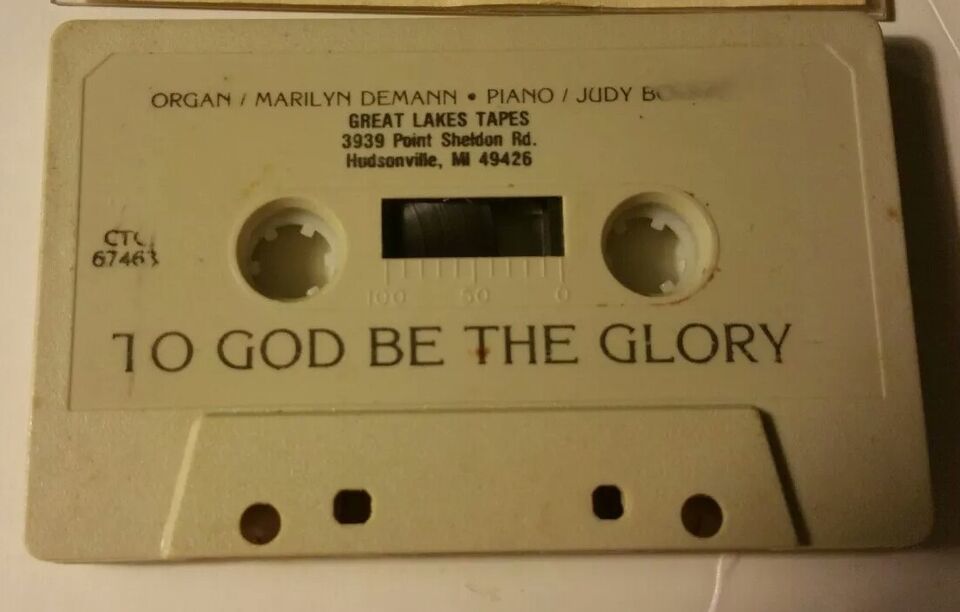 ORGAN / MARILYN DEMANN • PIANO / JUDY
GREAT LAKES TAPES
3939 Point Sheldon Rd.
Hudsonville, MI 49426
67463
100 50 0
TO GOD BE THE GLORY